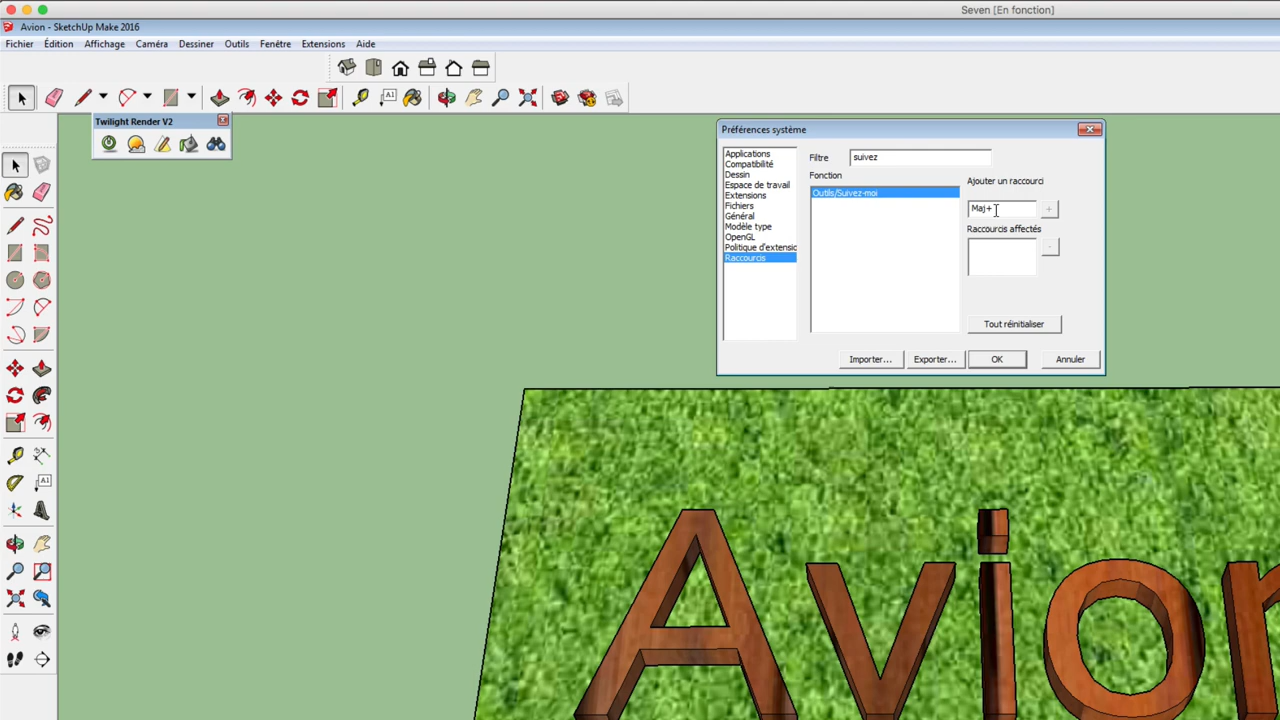 Seven [En fonction]
Avion - SketchUp Make 2016
Fichier Édition Affichage Caméra Dessiner Outils Fenêtre Extensions Aide
A1
Twilight Render V2
Préférences système
Applications
Compatibilité
Dessin
Espace de travail
Extensions
Fichiers
Général
Modèle type
OpenGL
Politique d'extensio
Raccourcis
Filtre suivez
Fonction
Outils/Suivez-moi
Ajouter un raccourci
Maj+
+
Raccourcis affectés
-
Tout réinitialiser
Importer... Exporter... OK Annuler
A1
Avion